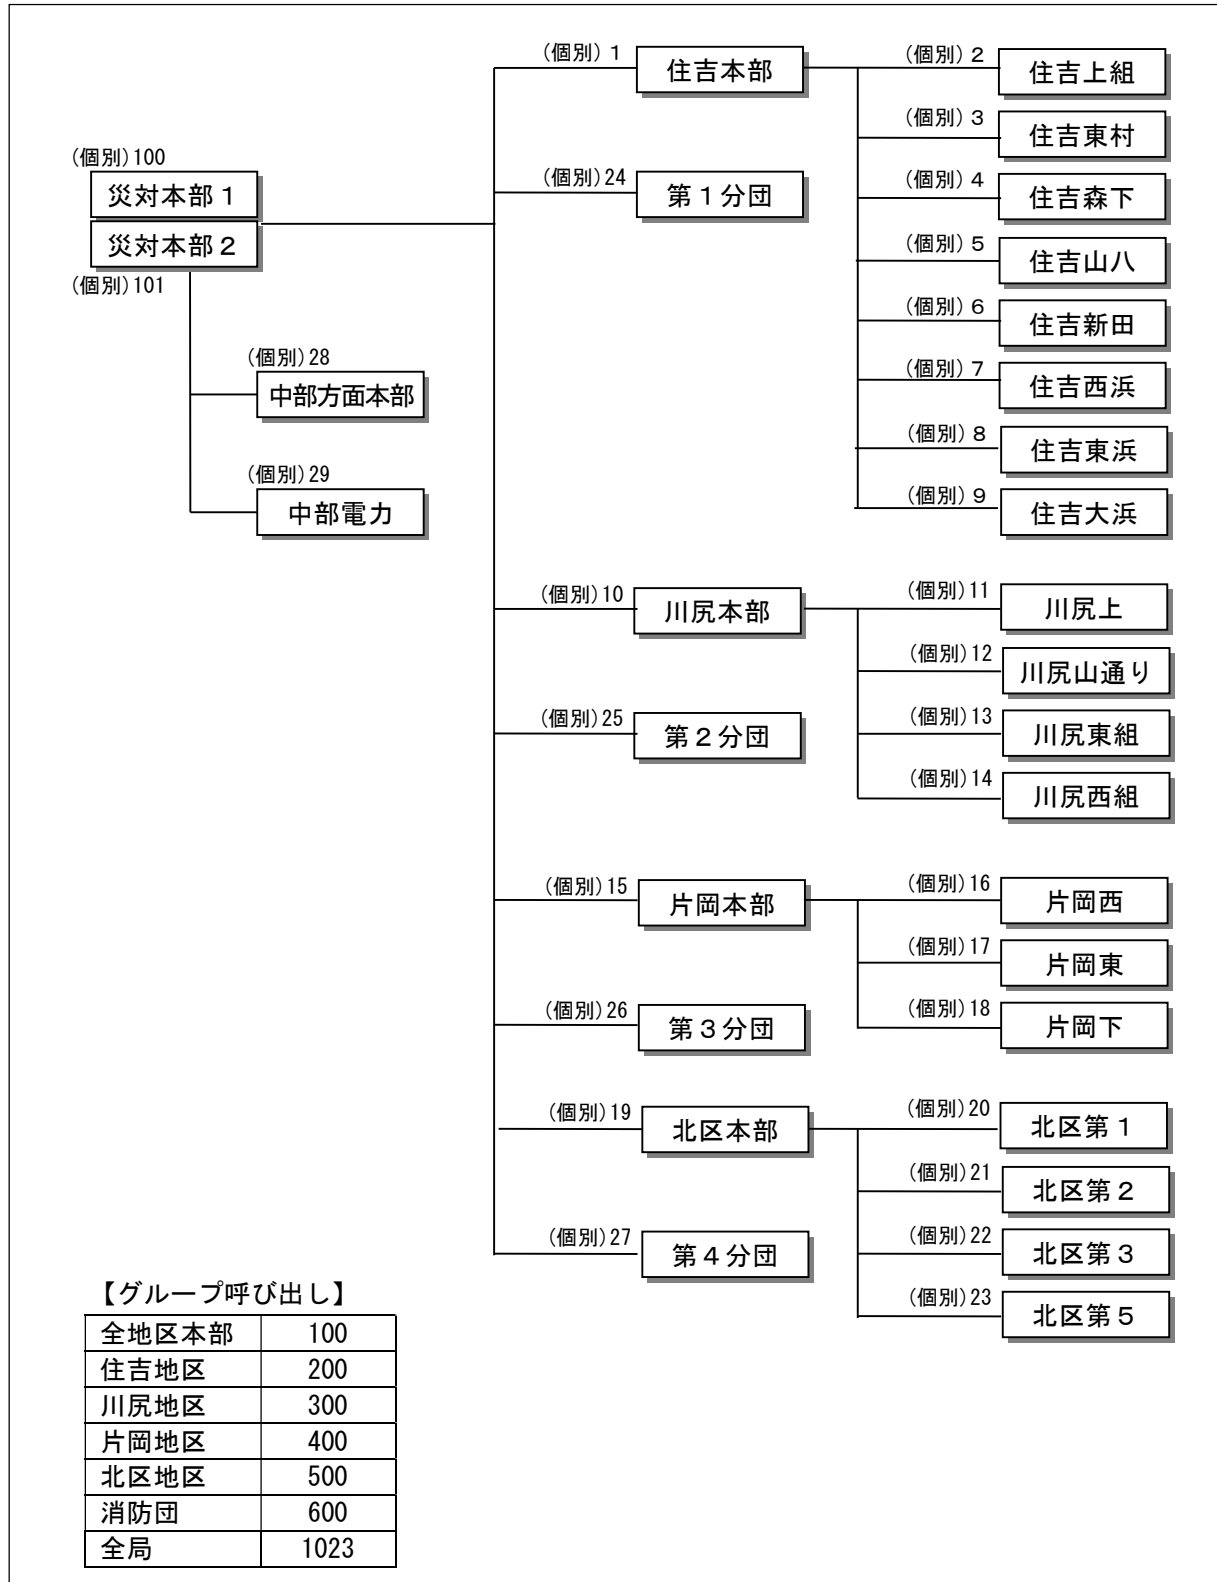 (個別)100
災対本部１
災対本部２
(個別)101
(個別)28
中部方面本部
(個別)29
中部電力
(個別)１
住吉本部
(個別)２
住吉上組
(個別)３
住吉東村
(個別)４
住吉森下
(個別)５
住吉山八
(個別)６
住吉新田
(個別)７
住吉西浜
(個別)８
住吉東浜
(個別)９
住吉大浜
(個別)24
第１分団
(個別)10
川尻本部
(個別)11
川尻上
(個別)12
川尻山通り
(個別)13
川尻東組
(個別)14
川尻西組
(個別)25
第２分団
(個別)15
片岡本部
(個別)16
片岡西
(個別)17
片岡東
(個別)18
片岡下
(個別)26
第３分団
(個別)19
北区本部
(個別)20
北区第１
(個別)21
北区第２
(個別)22
北区第３
(個別)23
北区第５
(個別)27
第４分団
【グループ呼び出し】
全地区本部 100
住吉地区 200
川尻地区 300
片岡地区 400
北区地区 500
消防団 600
全局 1023